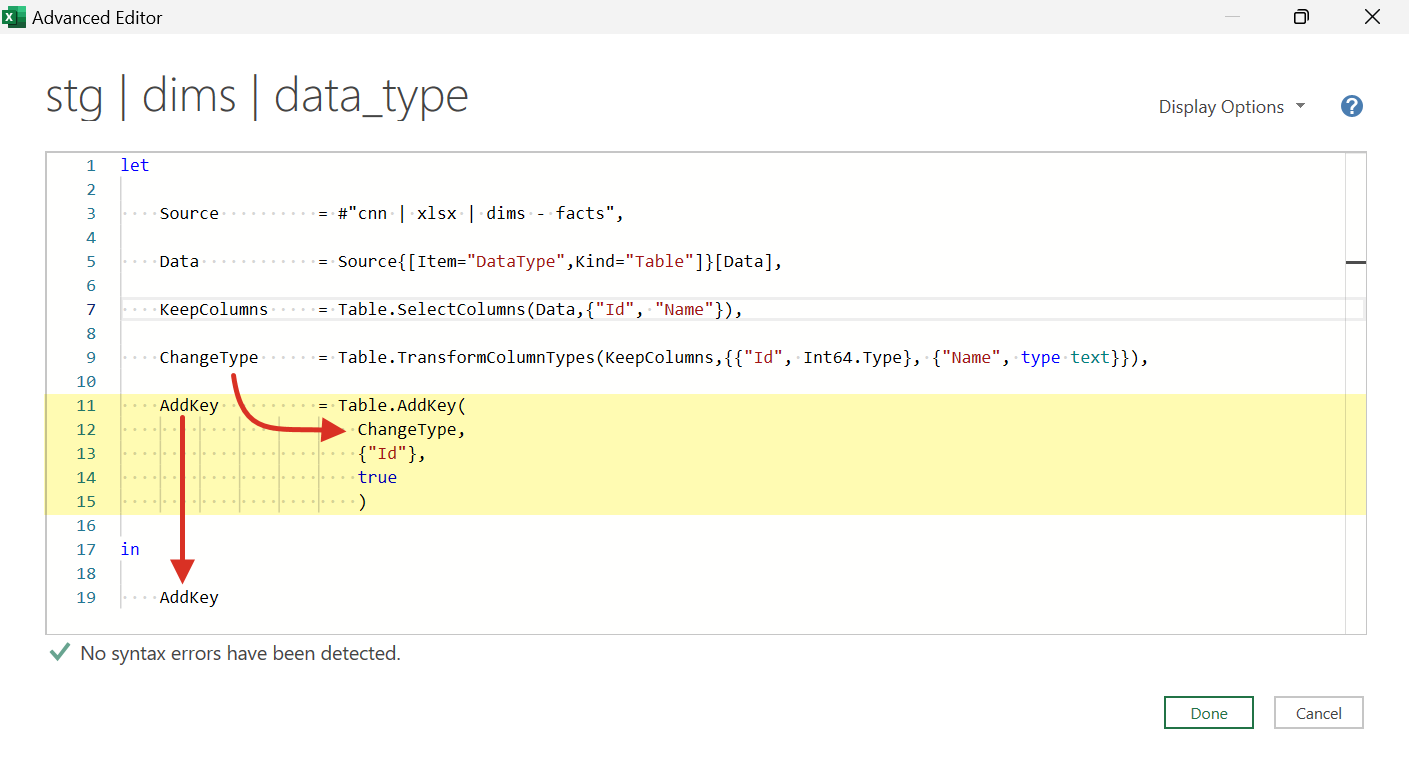 Advanced Editor
stg | dims | data_type
Display Options
?
1 let
2
3     Source          = #"cnn | xlsx | dims - facts",
4
5     Data            = Source{[Item="DataType",Kind="Table"]}[Data],
6
7     KeepColumns     = Table.SelectColumns(Data,{"Id", "Name"}),
8
9     ChangeType      = Table.TransformColumnTypes(KeepColumns,{{"Id", Int64.Type}, {"Name", type text}}),
10
11     AddKey          = Table.AddKey(
12                         ChangeType,
13                         {"Id"},
14                         true
15                         )
16
17 in
18
19     AddKey
No syntax errors have been detected.
Done Cancel